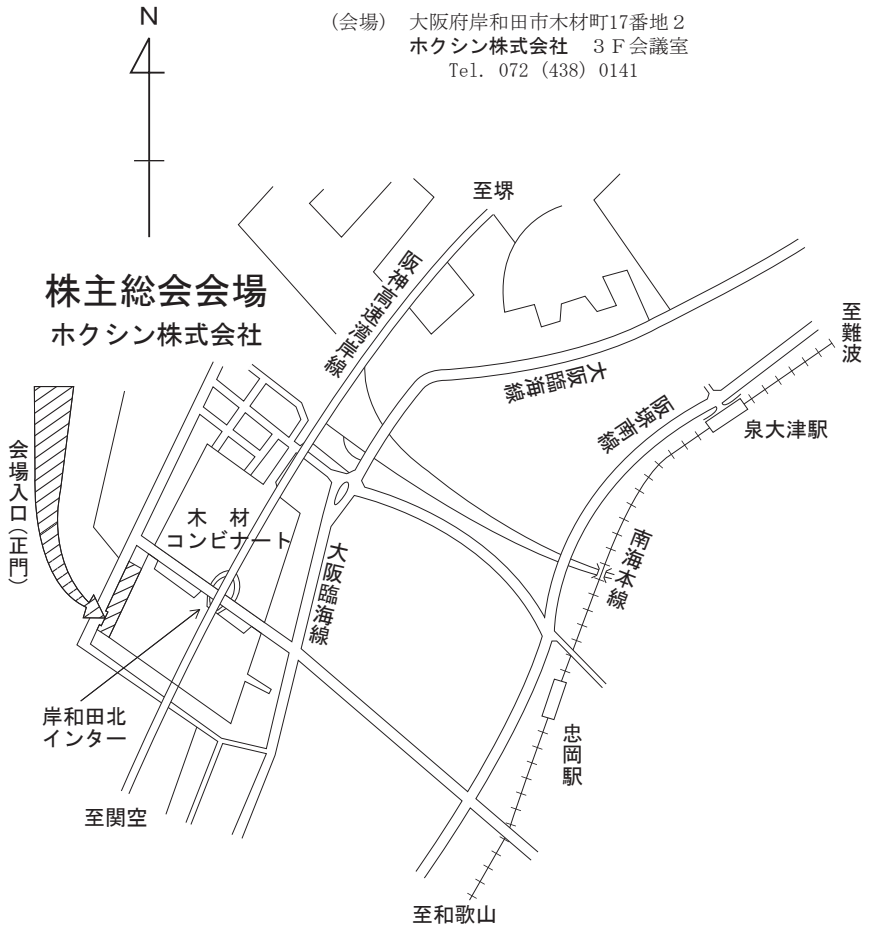 N
(会場) 大阪府岸和田市木材町17番地2
ホクシン株式会社 3F会議室
Tel. 072 (438) 0141
至堺
株主総会会場
ホクシン株式会社
阪神高速湾岸線
至難波
大阪臨海線
阪堺南線
泉大津駅
会場入口(正門)
木材
コンビナート
大阪臨海線
南海本線
岸和田北
インター
忠岡駅
至関空
至和歌山